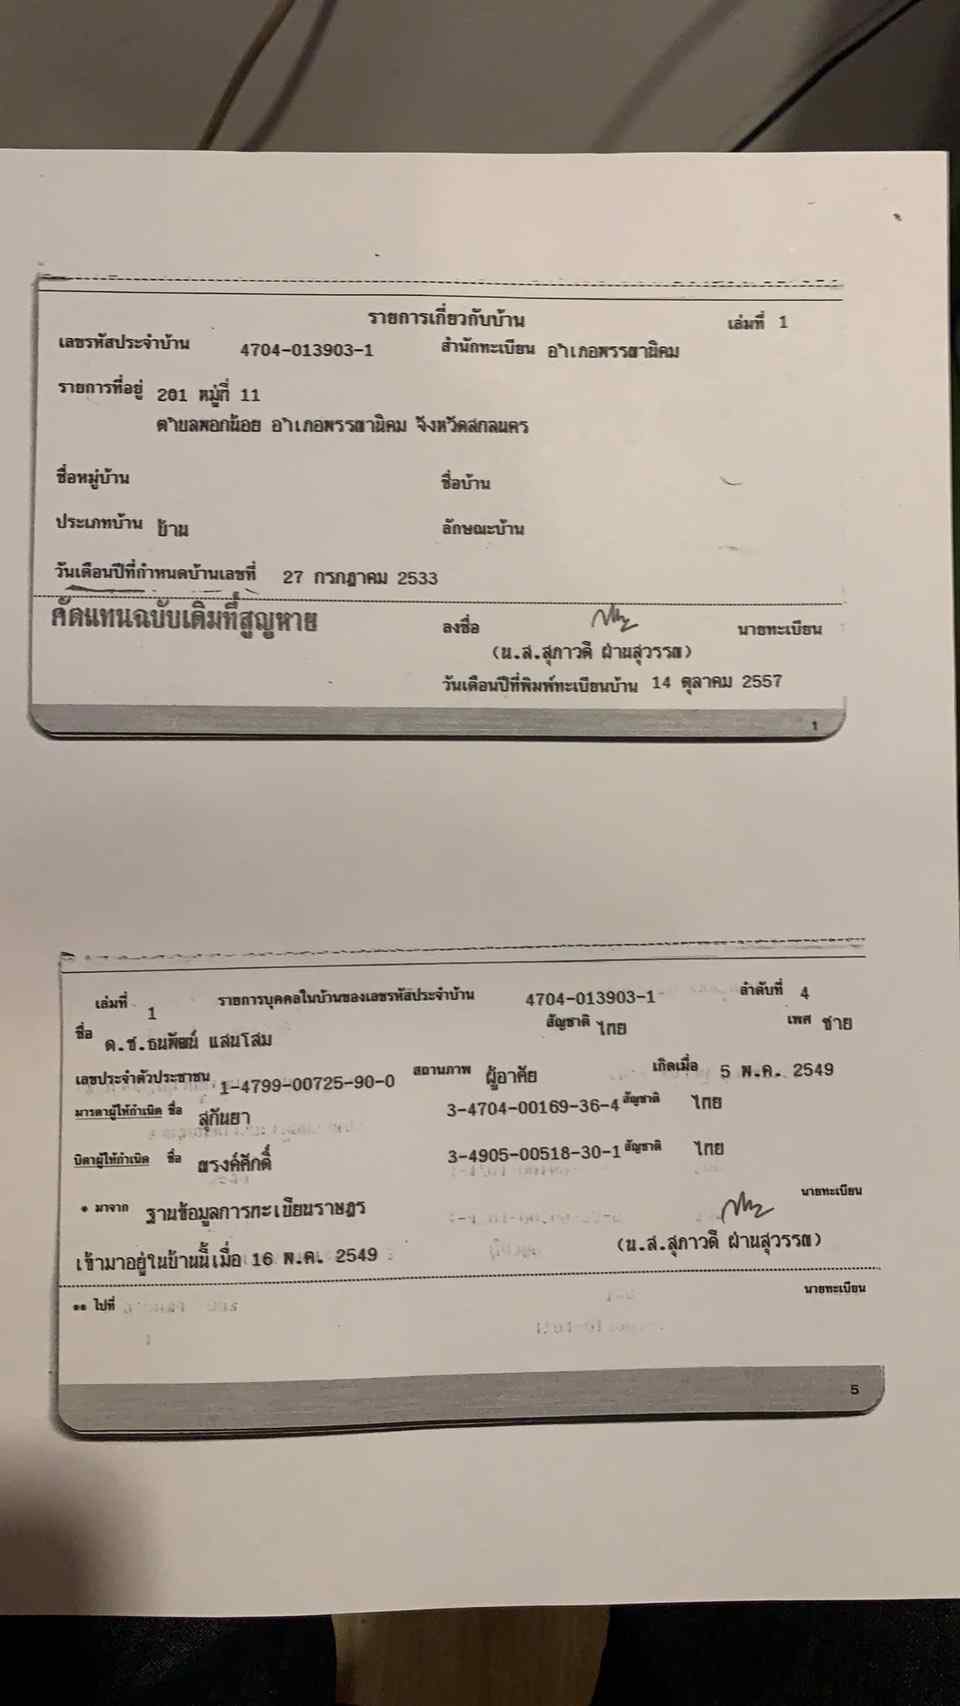 รายการเกี่ยวกับบ้าน เล่มที่ 1
เลขรหัสประจำบ้าน 4704-013903-1 สำนักทะเบียน อำเภอพรรณานิคม
รายการที่อยู่ 201 หมู่ที่ 11
ตำบลพอกน้อย อำเภอพรรณานิคม จังหวัดสกลนคร
ชื่อหมู่บ้าน ชื่อบ้าน
ประเภทบ้าน บ้าน ลักษณะบ้าน
วันเดือนปีที่กำหนดบ้านเลขที่ 27 กรกฎาคม 2533
คัดแทนฉบับเดิมที่สูญหาย ลงชื่อ นายทะเบียน
(น.ส.สุภาวดี ผ่านสุวรรณ)
วันเดือนปีที่พิมพ์ทะเบียนบ้าน 14 ตุลาคม 2557
1
เล่มที่ 1 รายการบุคคลในบ้านของเลขรหัสประจำบ้าน 4704-013903-1 ลำดับที่ 4
ชื่อ ด.ช.ธนพัฒน์ แสนโสม สัญชาติ ไทย เพศ ชาย
เลขประจำตัวประชาชน 1-4799-00725-90-0 สถานภาพ ผู้อาศัย เกิดเมื่อ 5 พ.ค. 2549
มารดาผู้ให้กำเนิด ชื่อ สุกันยา 3-4704-00169-36-4 สัญชาติ ไทย
บิดาผู้ให้กำเนิด ชื่อ ณรงค์ศักดิ์ 3-4905-00518-30-1 สัญชาติ ไทย
* มาจาก ฐานข้อมูลการทะเบียนราษฎร นายทะเบียน
เข้ามาอยู่ในบ้านนี้เมื่อ 16 พ.ค. 2549 (น.ส.สุภาวดี ผ่านสุวรรณ)
** ไปที่ นายทะเบียน
5